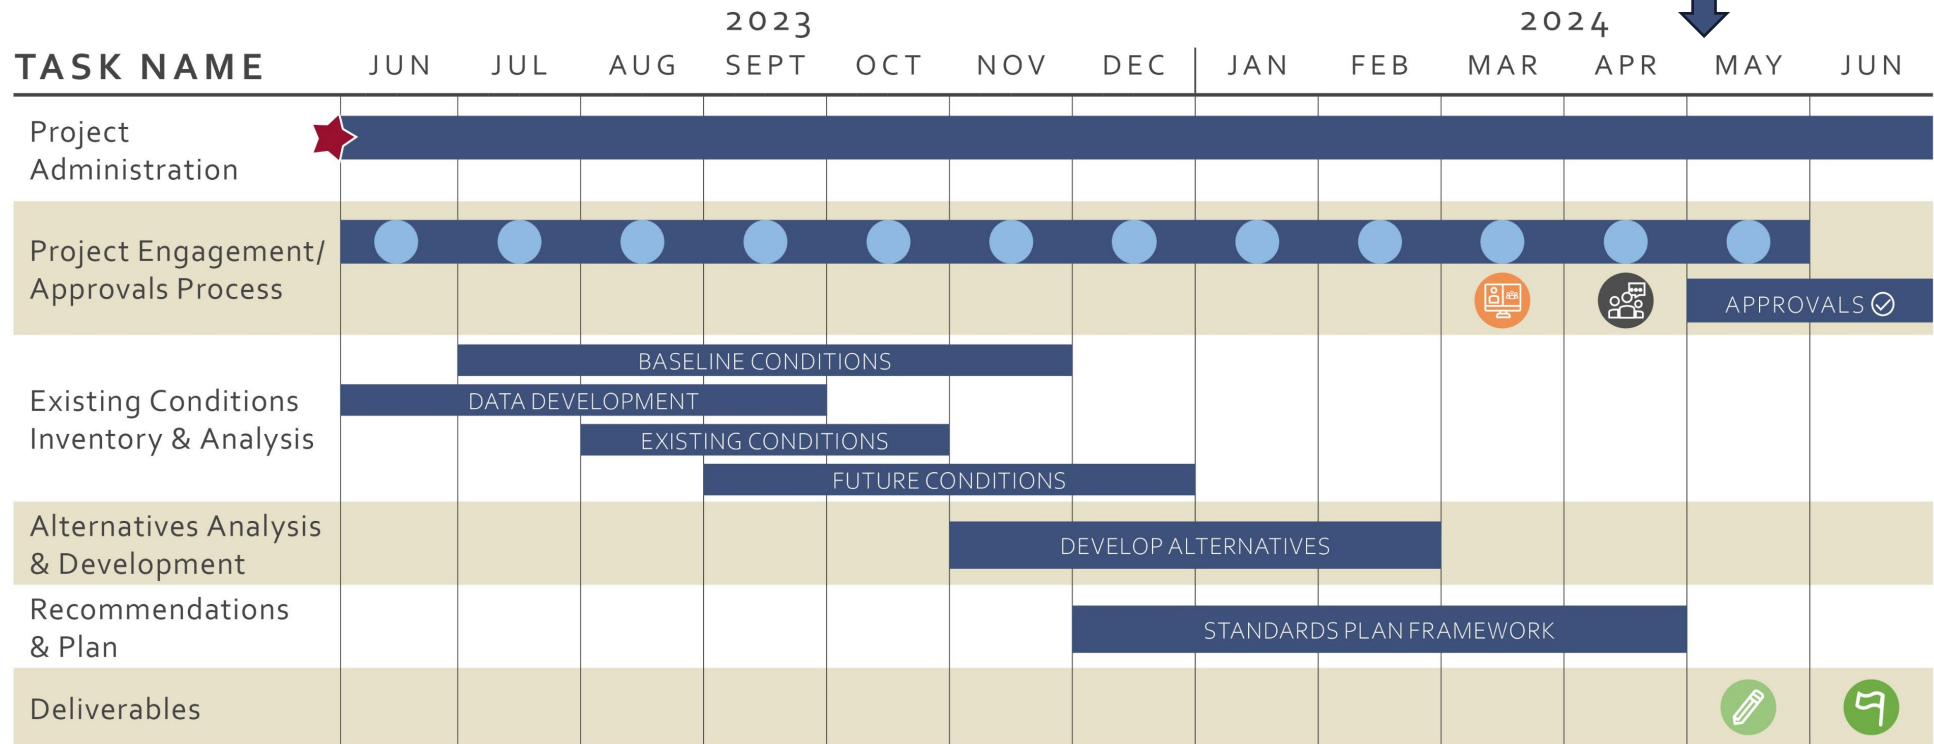 2023
2024
TASK NAME JUN JUL AUG SEPT OCT NOV DEC JAN FEB MAR APR MAY JUN
Project
Administration
Project Engagement/
Approvals Process
APPROVALS
BASELINE CONDITIONS
DATA DEVELOPMENT
Existing Conditions
Inventory & Analysis
EXISTING CONDITIONS
FUTURE CONDITIONS
Alternatives Analysis
& Development
DEVELOP ALTERNATIVES
Recommendations
& Plan
STANDARDS PLAN FRAMEWORK
Deliverables